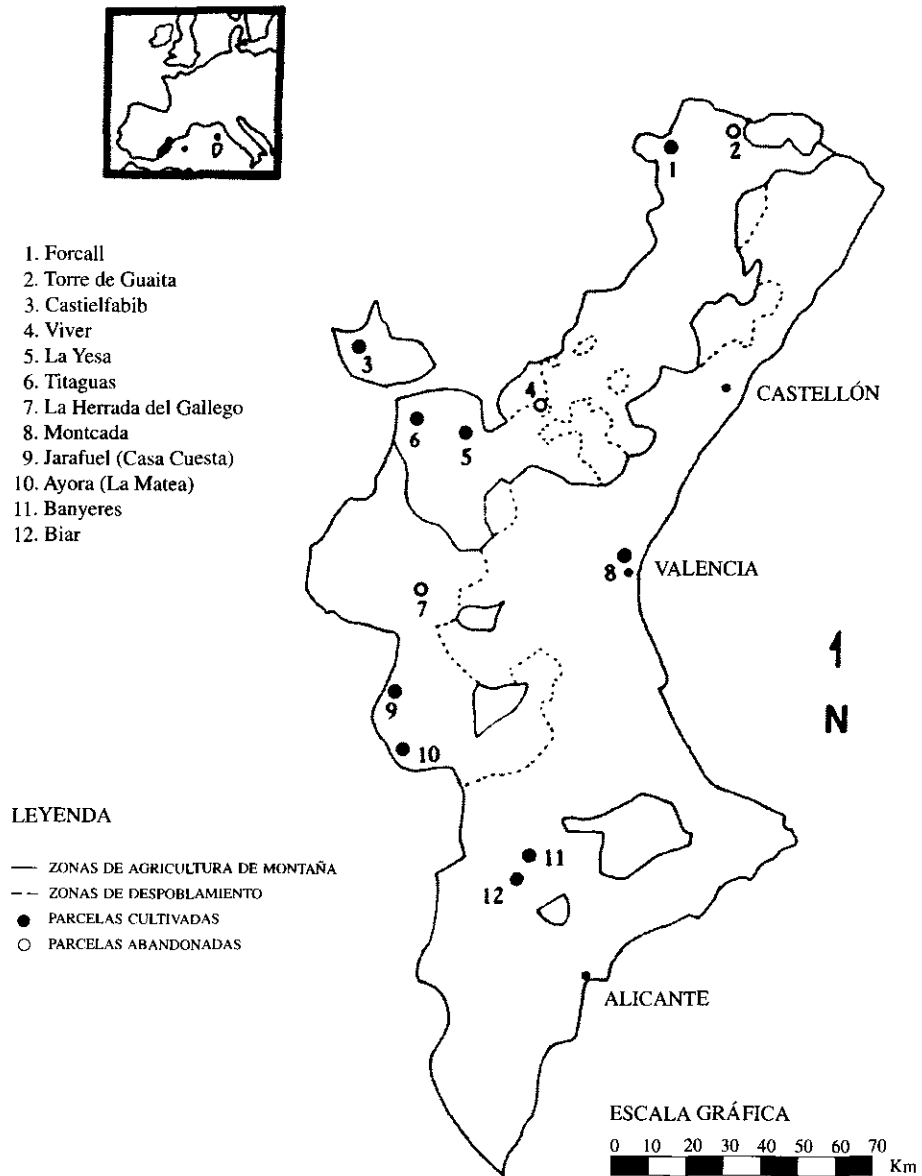 1. Forcall
2. Torre de Guaita
3. Castielfabib
4. Viver
5. La Yesa
6. Titaguas
7. La Herrada del Gallego
8. Montcada
9. Jarafuel (Casa Cuesta)
10. Ayora (La Matea)
11. Banyeres
12. Biar
1
2
3
4
CASTELLÓN
6
5
8
VALENCIA
7
N
9
10
11
12
ALICANTE
LEYENDA
ZONAS DE AGRICULTURA DE MONTAÑA
ZONAS DE DESPOBLAMIENTO
PARCELAS CULTIVADAS
PARCELAS ABANDONADAS
ESCALA GRÁFICA
0 10 20 30 40 50 60 70
Km